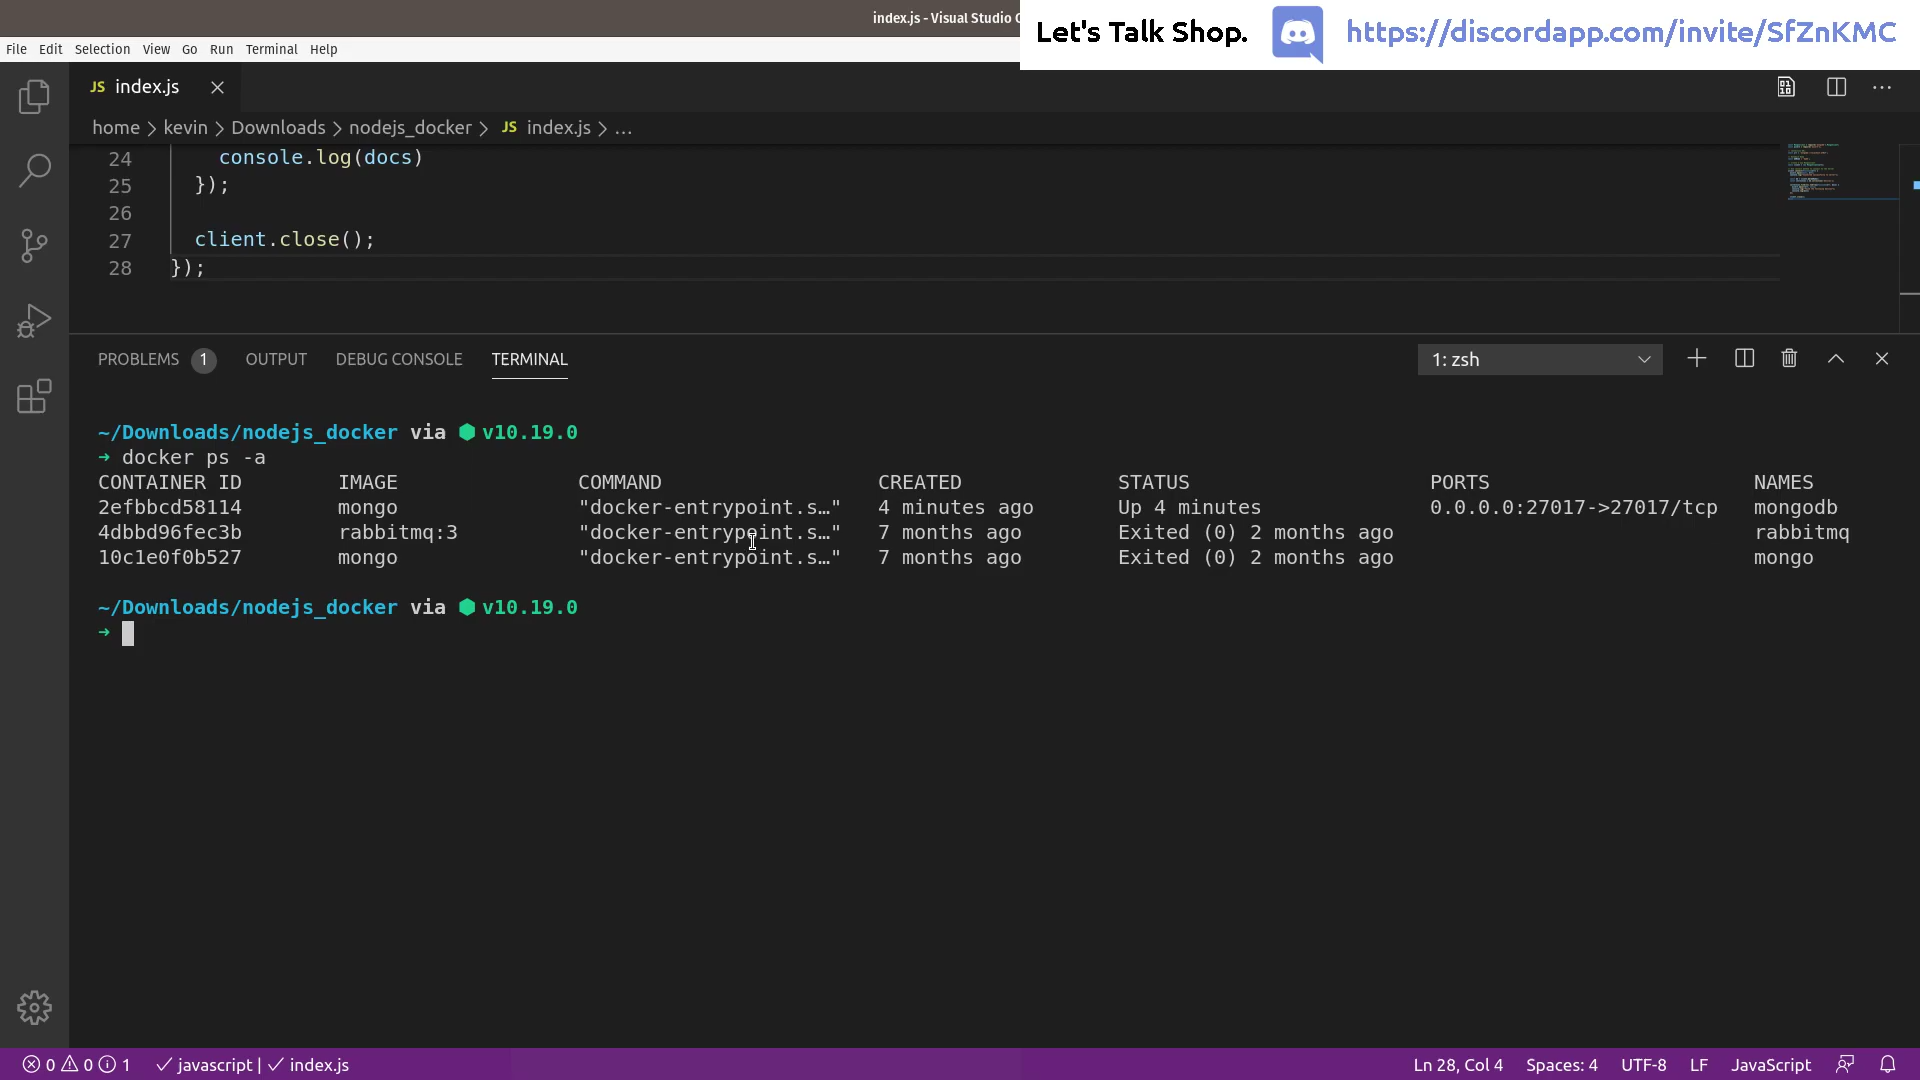 index.js - Visual Studio
Let's Talk Shop. https://discordapp.com/invite/SfZnKMC
File Edit Selection View Go Run Terminal Help
JS index.js
home > kevin > Downloads > nodejs_docker > JS index.js > ...
24 console.log(docs)
25 });
26
27 client.close();
28 });
PROBLEMS 1 OUTPUT DEBUG CONSOLE TERMINAL 1: zsh
~/Downloads/nodejs_docker via ⬢ v10.19.0
➜ docker ps -a
CONTAINER ID IMAGE COMMAND CREATED STATUS PORTS NAMES
2efbbcd58114 mongo "docker-entrypoint.s…" 4 minutes ago Up 4 minutes 0.0.0.0:27017->27017/tcp mongodb
4dbbd96fec3b rabbitmq:3 "docker-entrypoint.s…" 7 months ago Exited (0) 2 months ago rabbitmq
10c1e0f0b527 mongo "docker-entrypoint.s…" 7 months ago Exited (0) 2 months ago mongo
~/Downloads/nodejs_docker via ⬢ v10.19.0
➜
0 0 1 ✓ javascript | ✓ index.js Ln 28, Col 4 Spaces: 4 UTF-8 LF JavaScript